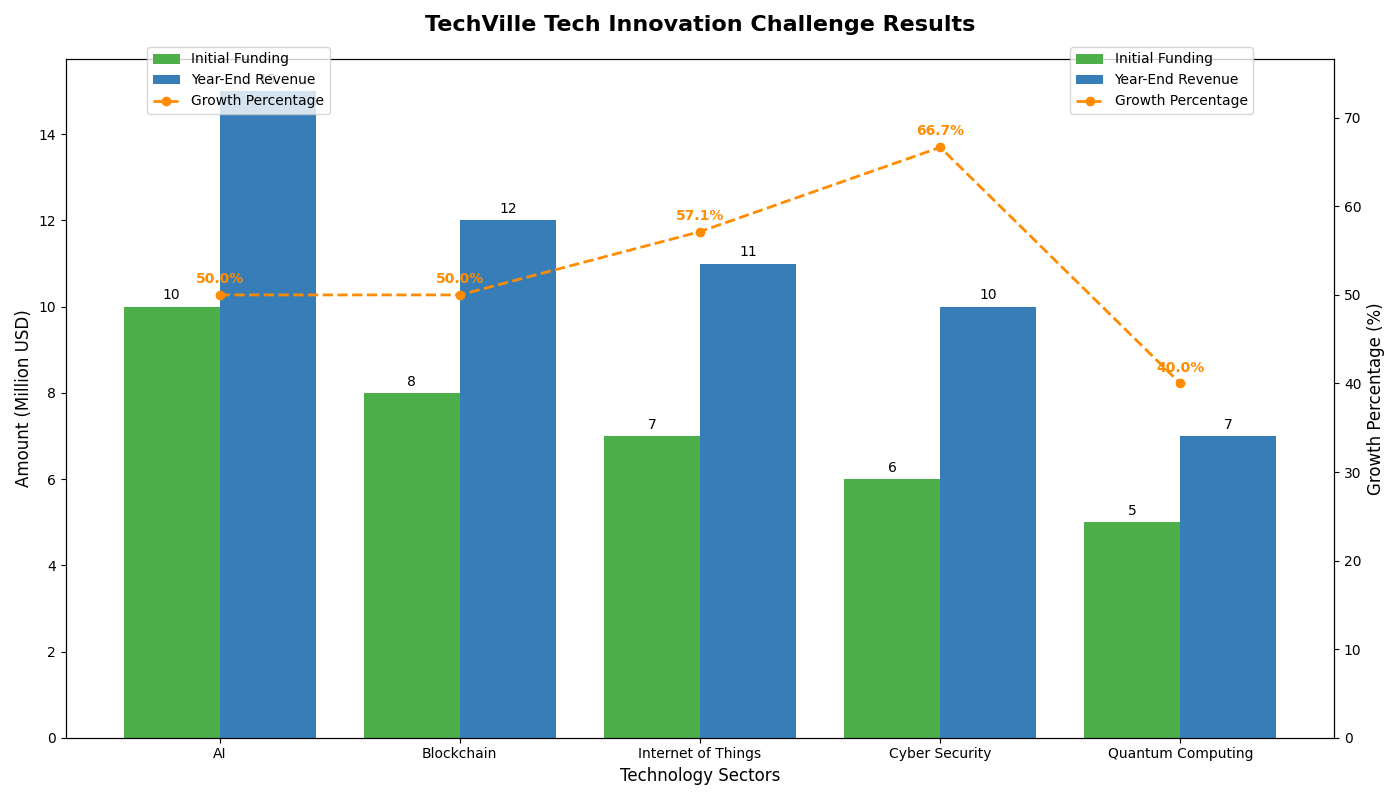 TechVille Tech Innovation Challenge Results
Initial Funding
Year-End Revenue
Growth Percentage
Initial Funding
Year-End Revenue
Growth Percentage
Amount (Million USD)
14
12
10
8
6
4
2
0
70
60
50
40
30
20
10
0
Growth Percentage (%)
50.0%
50.0%
57.1%
66.7%
40.0%
10
8
12
7
11
6
10
5
7
AI
Blockchain
Internet of Things
Cyber Security
Quantum Computing
Technology Sectors